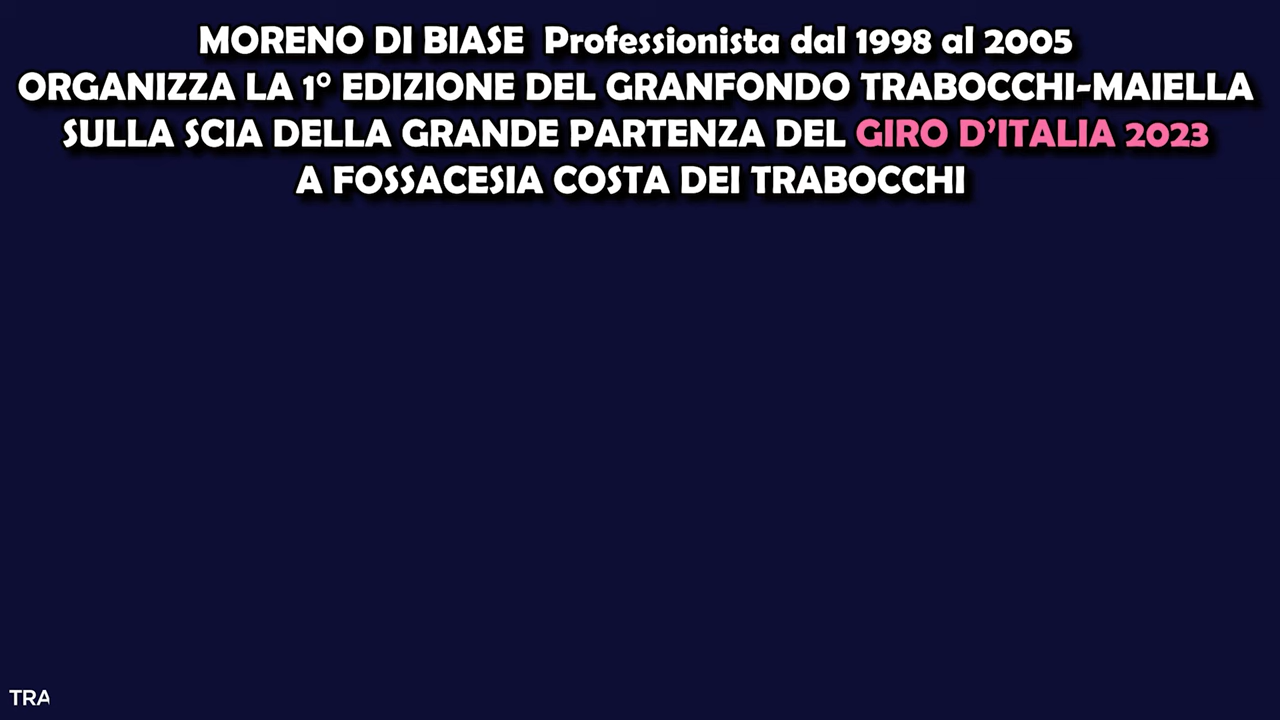 MORENO DI BIASE Professionista dal 1998 al 2005
ORGANIZZA LA 1° EDIZIONE DEL GRANFONDO TRABOCCHI-MAIELLA
SULLA SCIA DELLA GRANDE PARTENZA DEL GIRO D’ITALIA 2023
A FOSSACESIA COSTA DEI TRABOCCHI
TRA